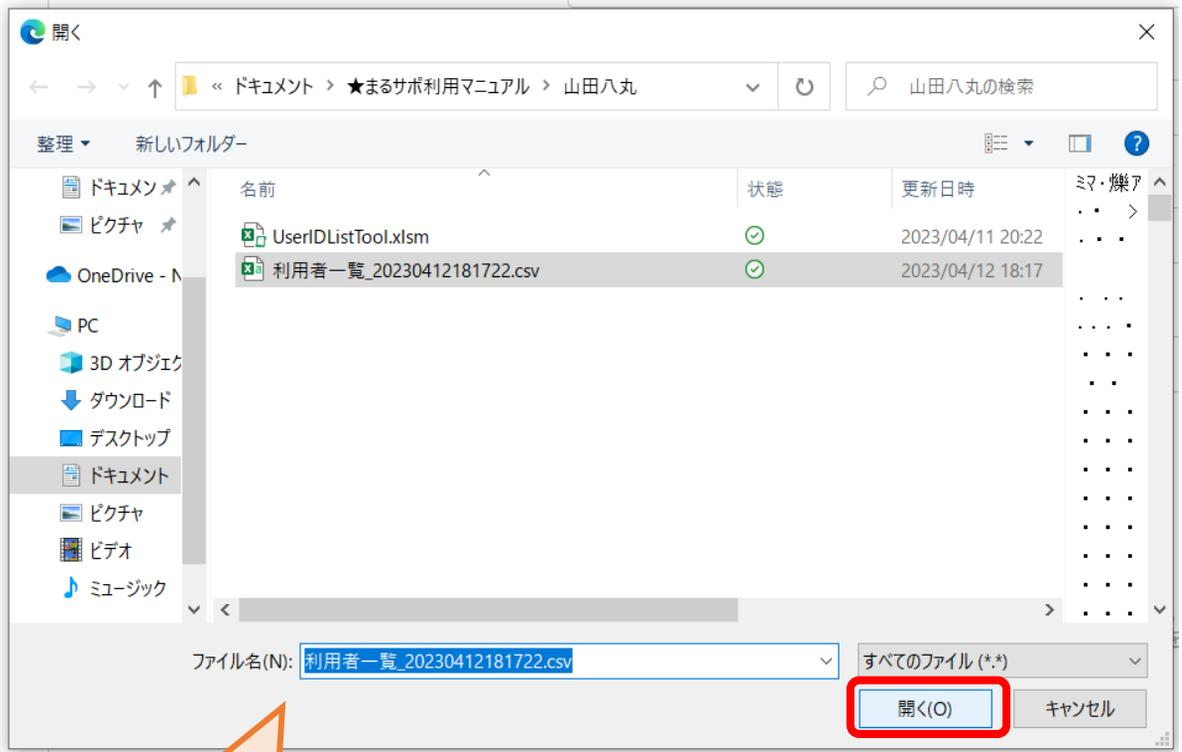 開く
« ドキュメント > ★まるサポ利用マニュアル > 山田八丸
山田八丸の検索
整理
新しいフォルダー
?
名前
状態
更新日時
ドキュメン
ピクチャ
OneDrive - N
PC
3D オブジェク
ダウンロード
デスクトップ
ドキュメント
ピクチャ
ビデオ
ミュージック
UserIDListTool.xlsm
2023/04/11 20:22
利用者一覧_20230412181722.csv
2023/04/12 18:17
ファイル名(N):
利用者一覧_20230412181722.csv
すべてのファイル (*.*)
開く(O)
キャンセル